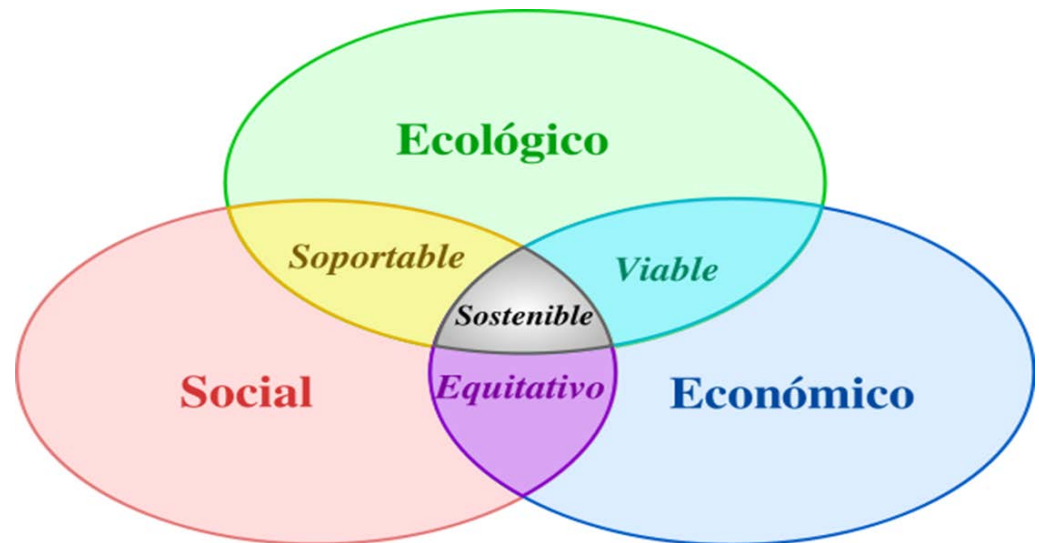 Ecológico
Soportable
Viable
Sostenible
Social
Equitativo
Económico